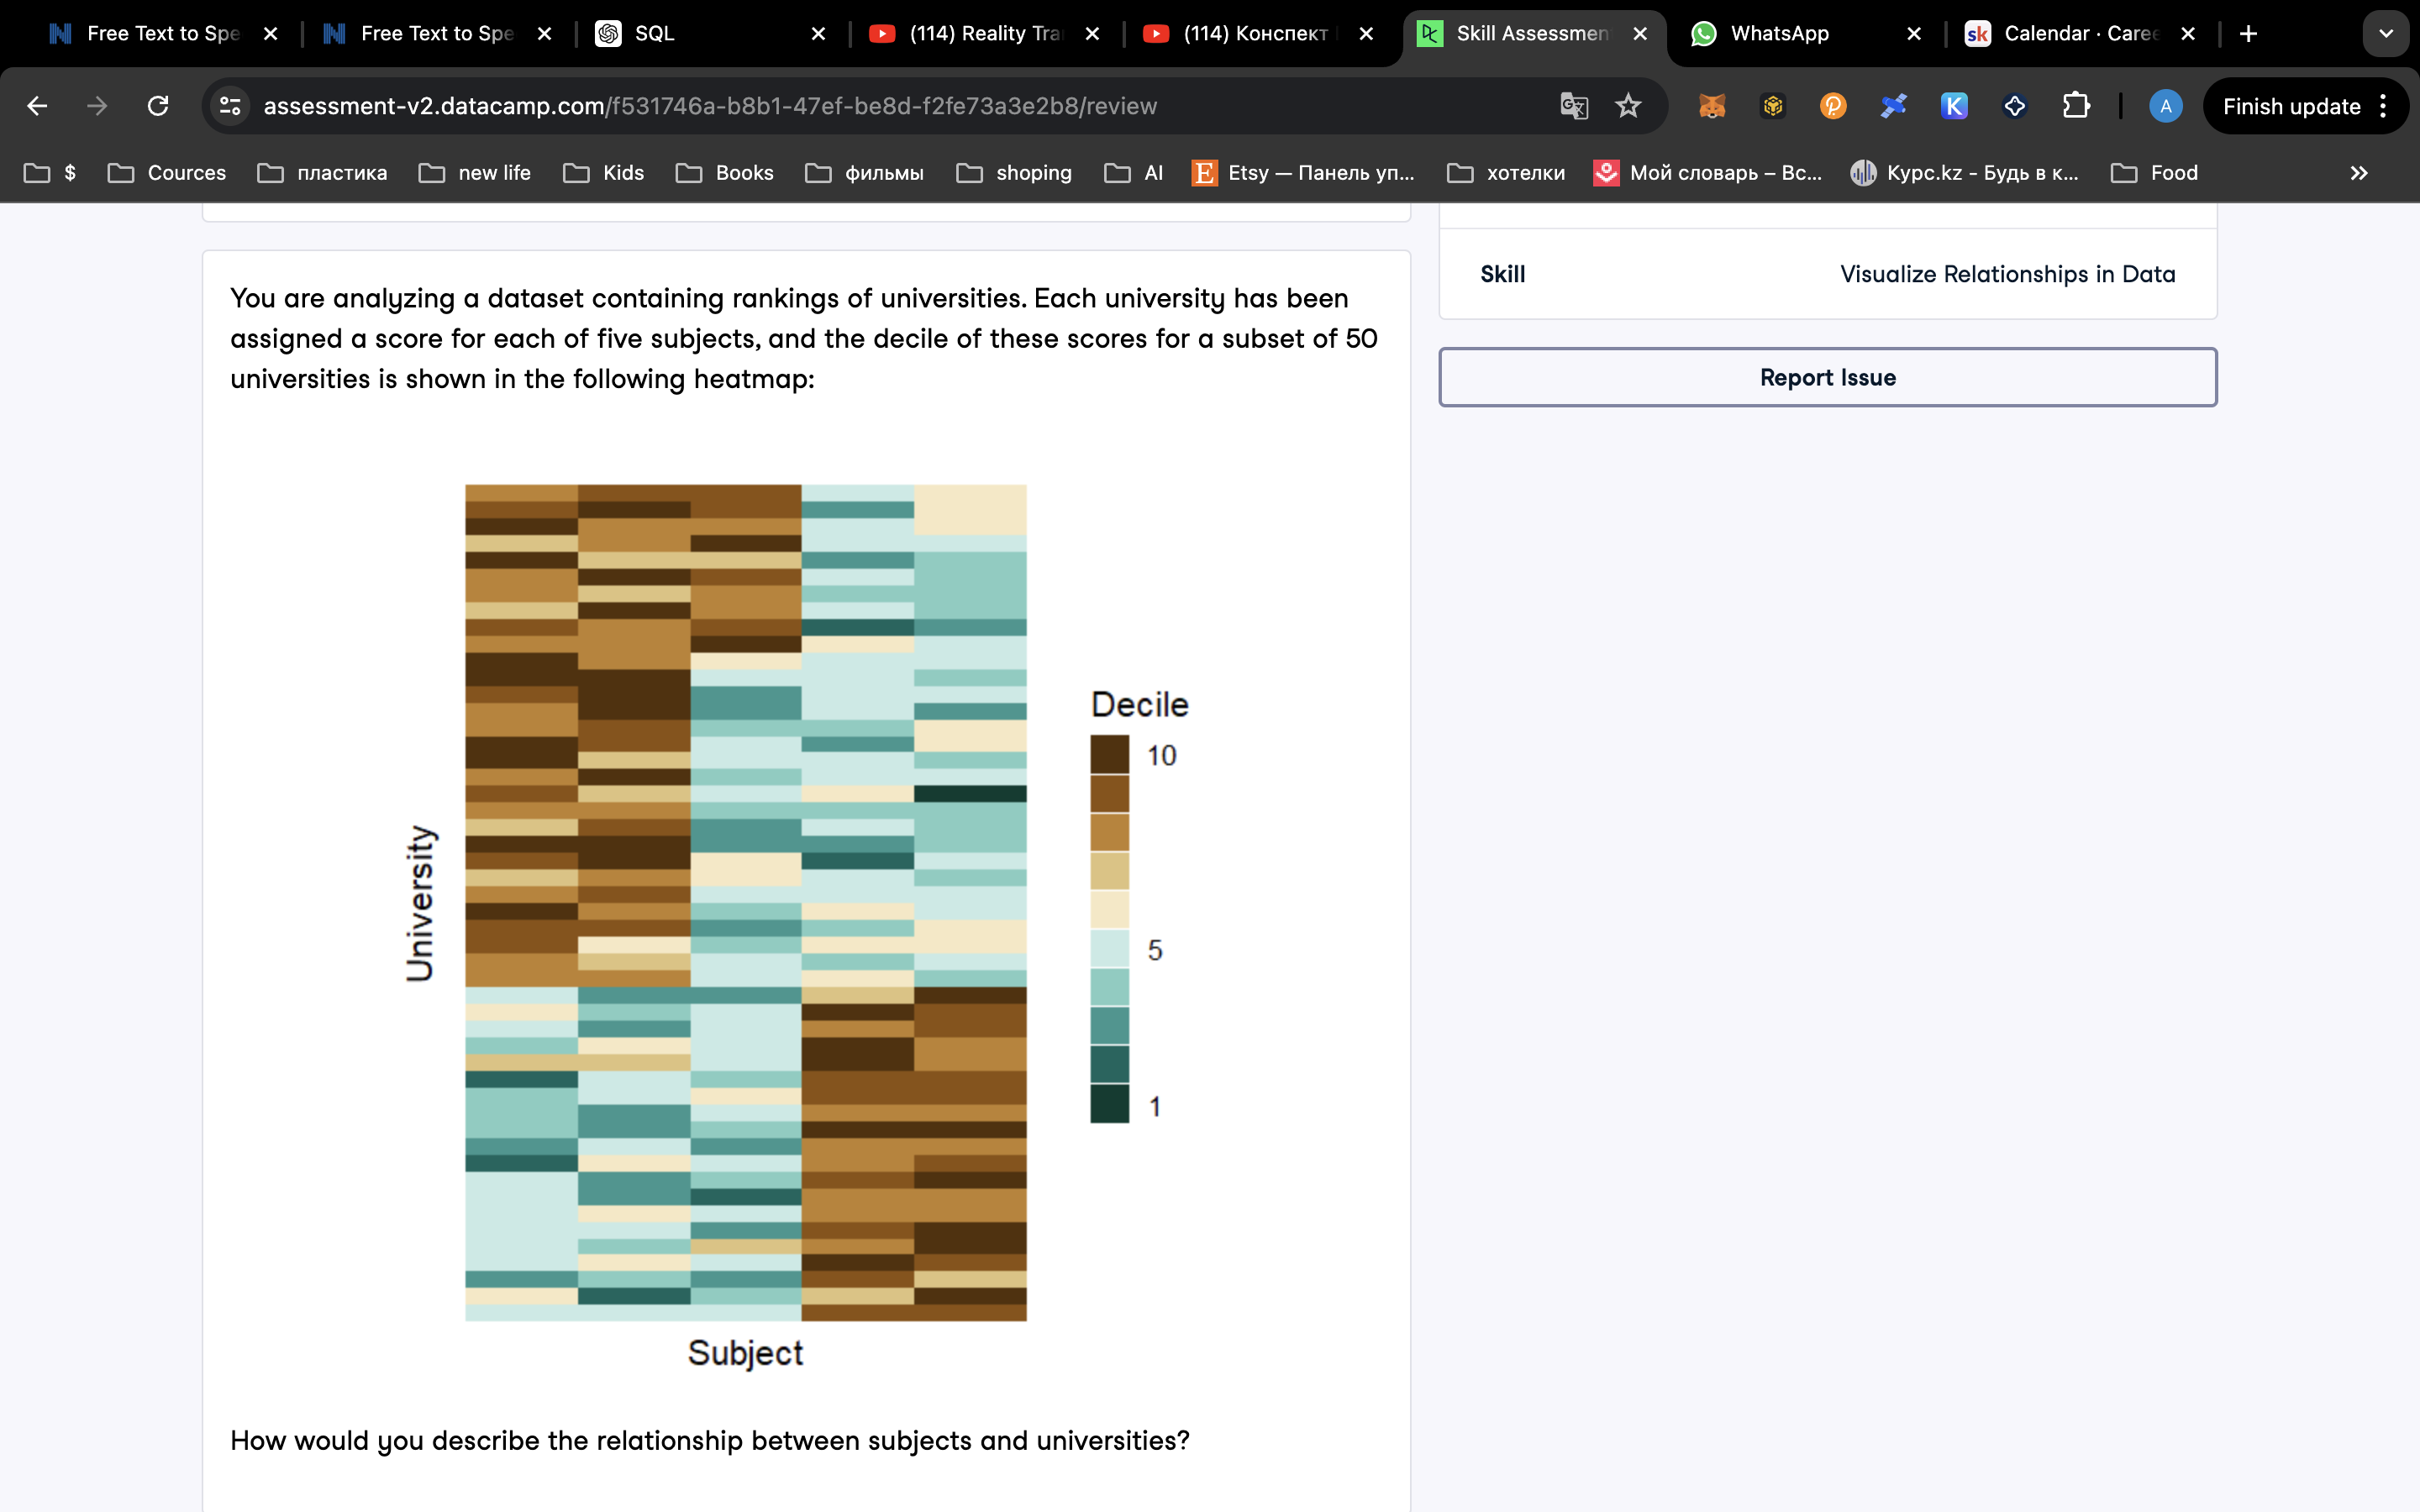 Free Text to Spe
Free Text to Spe
SQL
(114) Reality Tra
(114) Конспект
Skill Assessmen
WhatsApp
Calendar · Caree
assessment-v2.datacamp.com/f531746a-b8b1-47ef-be8d-f2fe73a3e2b8/review
A
Finish update
$
Cources
пластика
new life
Kids
Books
фильмы
shoping
AI
Etsy — Панель уп...
хотелки
Мой словарь – Вс...
Курс.kz - Будь в к...
Food
You are analyzing a dataset containing rankings of universities. Each university has been
assigned a score for each of five subjects, and the decile of these scores for a subset of 50
universities is shown in the following heatmap:
University
Subject
Decile
10
5
1
How would you describe the relationship between subjects and universities?
Skill
Visualize Relationships in Data
Report Issue